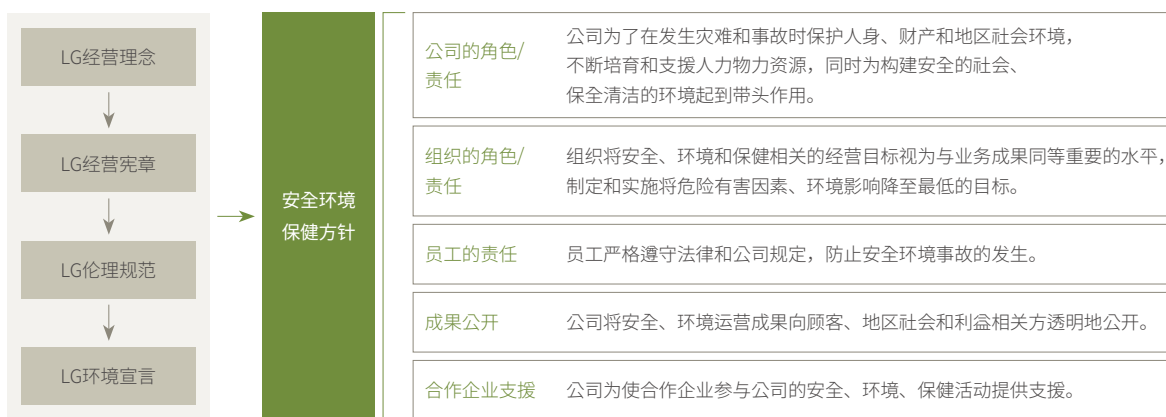 LG经营理念
LG经营宪章
LG伦理规范
LG环境宣言
安全环境
保健方针
公司的角色/
责任
公司为了在发生灾难和事故时保护人身、财产和地区社会环境，
不断培育和支援人力物力资源，同时为构建安全的社会、
保全清洁的环境起到带头作用。
组织的角色/
责任
组织将安全、环境和保健相关的经营目标视为与业务成果同等重要的水平，
制定和实施将危险有害因素、环境影响降至最低的目标。
员工的责任
员工严格遵守法律和公司规定，防止安全环境事故的发生。
成果公开
公司将安全、环境运营成果向顾客、地区社会和利益相关方透明地公开。
合作企业支援
公司为使合作企业参与公司的安全、环境、保健活动提供支援。